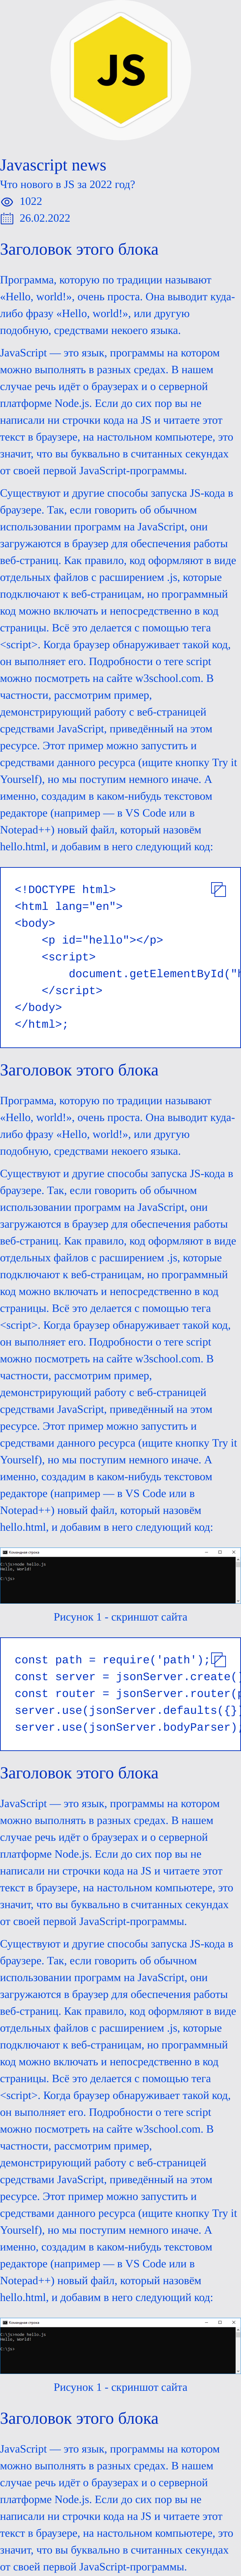 JS
Javascript news
Что нового в JS за 2022 год?
1022
26.02.2022
Заголовок этого блока
Программа, которую по традиции называют
«Hello, world!», очень проста. Она выводит куда-
либо фразу «Hello, world!», или другую
подобную, средствами некоего языка.
JavaScript — это язык, программы на котором
можно выполнять в разных средах. В нашем
случае речь идёт о браузерах и о серверной
платформе Node.js. Если до сих пор вы не
написали ни строчки кода на JS и читаете этот
текст в браузере, на настольном компьютере, это
значит, что вы буквально в считанных секундах
от своей первой JavaScript-программы.
Существуют и другие способы запуска JS-кода в
браузере. Так, если говорить об обычном
использовании программ на JavaScript, они
загружаются в браузер для обеспечения работы
веб-страниц. Как правило, код оформляют в виде
отдельных файлов с расширением .js, которые
подключают к веб-страницам, но программный
код можно включать и непосредственно в код
страницы. Всё это делается с помощью тега
<script>. Когда браузер обнаруживает такой код,
он выполняет его. Подробности о теге script
можно посмотреть на сайте w3school.com. В
частности, рассмотрим пример,
демонстрирующий работу с веб-страницей
средствами JavaScript, приведённый на этом
ресурсе. Этот пример можно запустить и
средствами данного ресурса (ищите кнопку Try it
Yourself), но мы поступим немного иначе. А
именно, создадим в каком-нибудь текстовом
редакторе (например — в VS Code или в
Notepad++) новый файл, который назовём
hello.html, и добавим в него следующий код:
<!DOCTYPE html>
<html lang="en">
<body>
<p id="hello"></p>
<script>
document.getElementById("h
</script>
</body>
</html>;
Заголовок этого блока
Программа, которую по традиции называют
«Hello, world!», очень проста. Она выводит куда-
либо фразу «Hello, world!», или другую
подобную, средствами некоего языка.
Существуют и другие способы запуска JS-кода в
браузере. Так, если говорить об обычном
использовании программ на JavaScript, они
загружаются в браузер для обеспечения работы
веб-страниц. Как правило, код оформляют в виде
отдельных файлов с расширением .js, которые
подключают к веб-страницам, но программный
код можно включать и непосредственно в код
страницы. Всё это делается с помощью тега
<script>. Когда браузер обнаруживает такой код,
он выполняет его. Подробности о теге script
можно посмотреть на сайте w3school.com. В
частности, рассмотрим пример,
демонстрирующий работу с веб-страницей
средствами JavaScript, приведённый на этом
ресурсе. Этот пример можно запустить и
средствами данного ресурса (ищите кнопку Try it
Yourself), но мы поступим немного иначе. А
именно, создадим в каком-нибудь текстовом
редакторе (например — в VS Code или в
Notepad++) новый файл, который назовём
hello.html, и добавим в него следующий код:
Командная строка
C:\js>node hello.js
Hello, World!
C:\js>
Рисунок 1 - скриншот сайта
const path = require('path');
const server = jsonServer.create()
const router = jsonServer.router(p
server.use(jsonServer.defaults({})
server.use(jsonServer.bodyParser);
Заголовок этого блока
JavaScript — это язык, программы на котором
можно выполнять в разных средах. В нашем
случае речь идёт о браузерах и о серверной
платформе Node.js. Если до сих пор вы не
написали ни строчки кода на JS и читаете этот
текст в браузере, на настольном компьютере, это
значит, что вы буквально в считанных секундах
от своей первой JavaScript-программы.
Существуют и другие способы запуска JS-кода в
браузере. Так, если говорить об обычном
использовании программ на JavaScript, они
загружаются в браузер для обеспечения работы
веб-страниц. Как правило, код оформляют в виде
отдельных файлов с расширением .js, которые
подключают к веб-страницам, но программный
код можно включать и непосредственно в код
страницы. Всё это делается с помощью тега
<script>. Когда браузер обнаруживает такой код,
он выполняет его. Подробности о теге script
можно посмотреть на сайте w3school.com. В
частности, рассмотрим пример,
демонстрирующий работу с веб-страницей
средствами JavaScript, приведённый на этом
ресурсе. Этот пример можно запустить и
средствами данного ресурса (ищите кнопку Try it
Yourself), но мы поступим немного иначе. А
именно, создадим в каком-нибудь текстовом
редакторе (например — в VS Code или в
Notepad++) новый файл, который назовём
hello.html, и добавим в него следующий код:
Командная строка
C:\js>node hello.js
Hello, World!
C:\js>
Рисунок 1 - скриншот сайта
Заголовок этого блока
JavaScript — это язык, программы на котором
можно выполнять в разных средах. В нашем
случае речь идёт о браузерах и о серверной
платформе Node.js. Если до сих пор вы не
написали ни строчки кода на JS и читаете этот
текст в браузере, на настольном компьютере, это
значит, что вы буквально в считанных секундах
от своей первой JavaScript-программы.